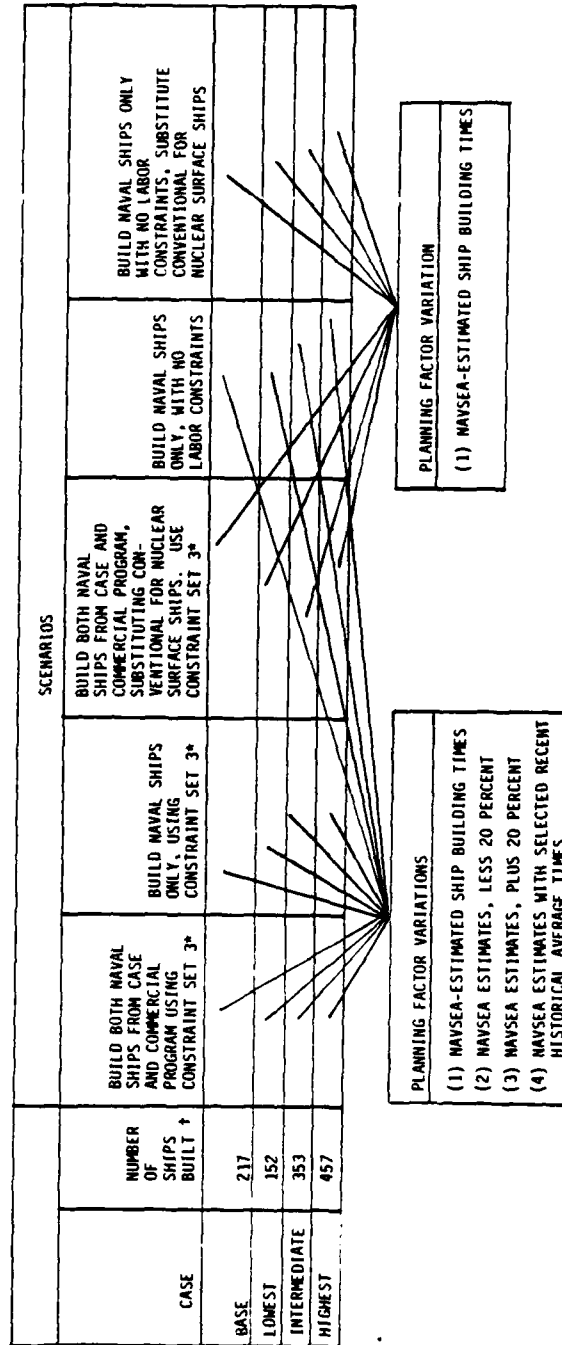 SCENARIOS
CASE
NUMBER
OF
SHIPS
BUILT †
BUILD BOTH NAVAL
SHIPS FROM CASE
AND COMMERCIAL
PROGRAM USING
CONSTRAINT SET 3*
BUILD NAVAL SHIPS
ONLY, USING
CONSTRAINT SET 3*
BUILD BOTH NAVAL
SHIPS FROM CASE AND
COMMERCIAL PROGRAM,
SUBSTITUTING CON-
VENTIONAL FOR NUCLEAR
SURFACE SHIPS. USE
CONSTRAINT SET 3*
BUILD NAVAL SHIPS
ONLY, WITH NO
LABOR CONSTRAINTS
BUILD NAVAL SHIPS ONLY
WITH NO LABOR
CONSTRAINTS, SUBSTITUTE
CONVENTIONAL FOR
NUCLEAR SURFACE SHIPS
BASE 217
LOWEST 152
INTERMEDIATE 353
HIGHEST 457
PLANNING FACTOR VARIATIONS
(1) NAVSEA-ESTIMATED SHIP BUILDING TIMES
(2) NAVSEA ESTIMATES, LESS 20 PERCENT
(3) NAVSEA ESTIMATES, PLUS 20 PERCENT
(4) NAVSEA ESTIMATES WITH SELECTED RECENT
HISTORICAL AVERAGE TIMES
PLANNING FACTOR VARIATION
(1) NAVSEA-ESTIMATED SHIP BUILDING TIMES